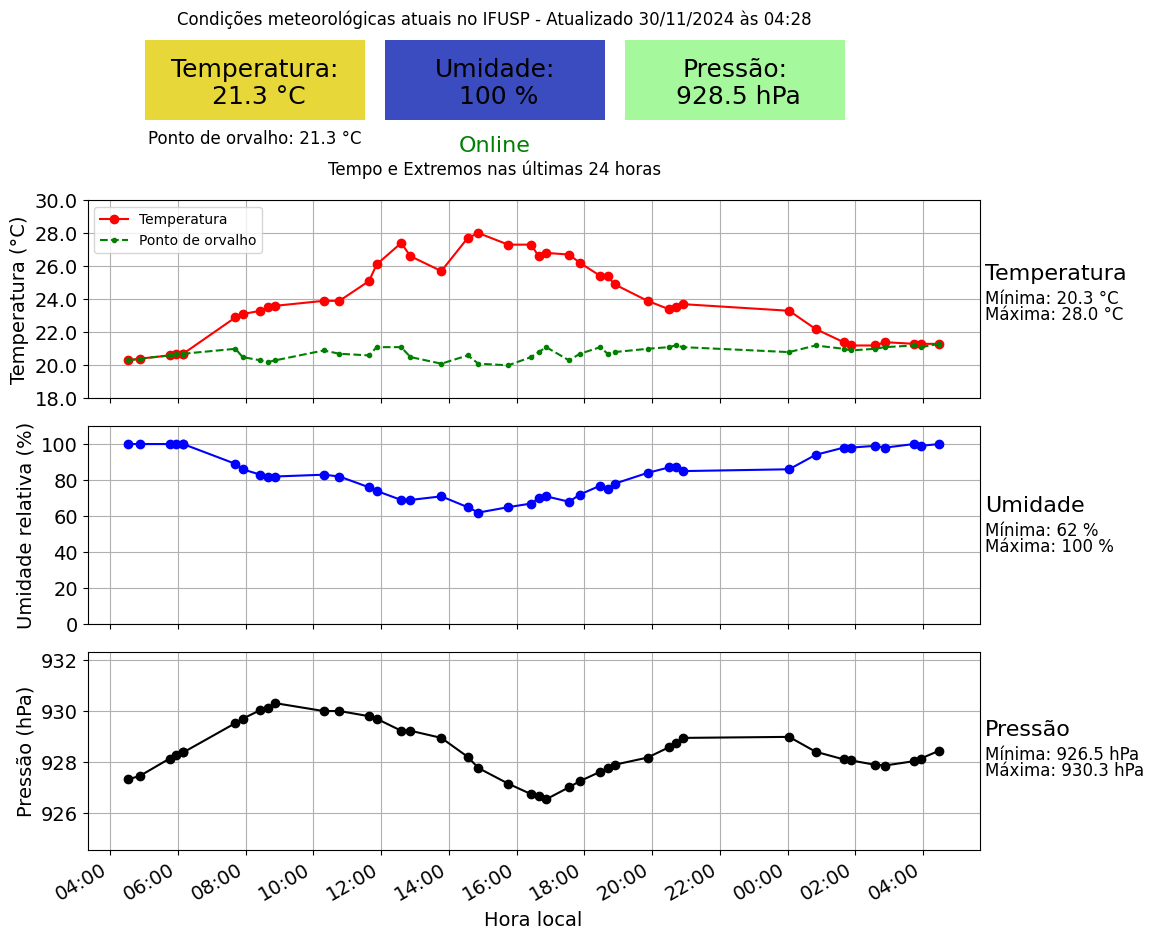 Condições meteorológicas atuais no IFUSP - Atualizado 30/11/2024 às 04:28
Temperatura:
21.3 °C
Umidade:
100 %
Pressão:
928.5 hPa
Ponto de orvalho: 21.3 °C
Online
Tempo e Extremos nas últimas 24 horas
Temperatura (°C)
30.0
28.0
26.0
24.0
22.0
20.0
18.0
Temperatura
Ponto de orvalho
Temperatura
Mínima: 20.3 °C
Máxima: 28.0 °C
Umidade relativa (%)
100
80
60
40
20
0
Umidade
Mínima: 62 %
Máxima: 100 %
Pressão (hPa)
932
930
928
926
Pressão
Mínima: 926.5 hPa
Máxima: 930.3 hPa
04:00 06:00 08:00 10:00 12:00 14:00 16:00 18:00 20:00 22:00 00:00 02:00 04:00
Hora local